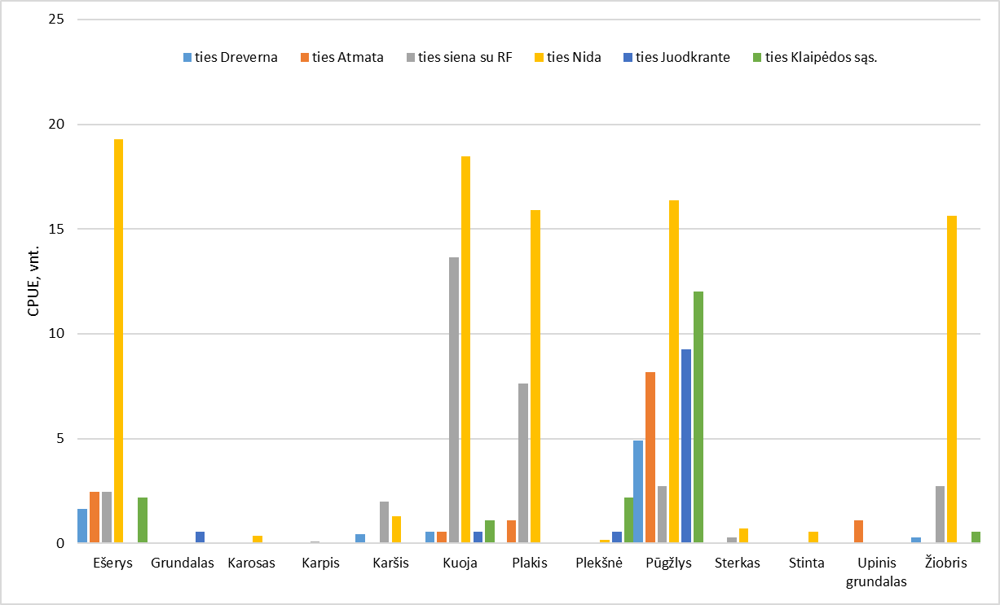 25
ties Dreverna ties Atmata ties siena su RF ties Nida ties Juodkrante ties Klaipėdos sąs.
20
15
CPUE, vnt.
10
5
0
Ešerys Grundalas Karosas Karpis Karšis Kuoja Plakis Plekšnė Pūgžlys Sterkas Stinta Upinis grundalas Žiobris